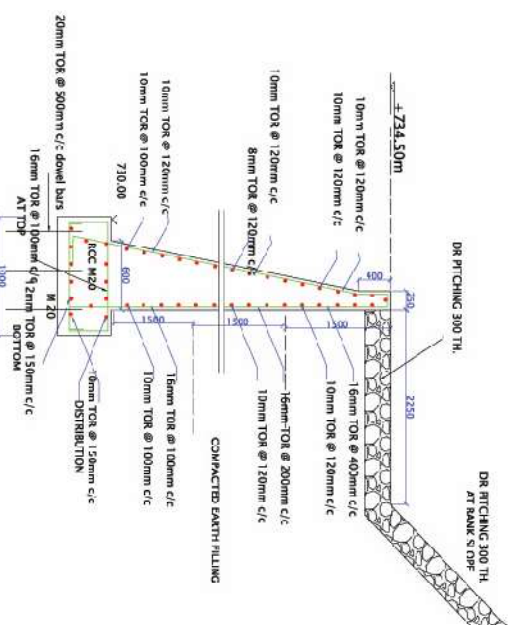 DR PITCHING 300 TH.
AT BANK SLOPE
DR PITCHING 300 TH.
+734.50m
2250
250
400
10mm TOR @ 120mm c/c
10mm TOR @ 120mm c/c
16mm TOR @ 400mm c/c
10mm TOR @ 120mm c/c
1500
10mm TOR @ 120mm c/c
8mm TOR @ 120mm c/c
16mm TOR @ 200mm c/c
10mm TOR @ 120mm c/c
1500
COMPACTED EARTH FILLING
10mm TOR @ 120mm c/c
10mm TOR @ 100mm c/c
16mm TOR @ 100mm c/c
10mm TOR @ 100mm c/c
1500
730.00
600
RCC M20
M 20
20mm TOR @ 500mm c/c dowel bars
16mm TOR @ 100mm c/c
AT TOP
12mm TOR @ 150mm c/c
BOTTOM
10mm TOR @ 150mm c/c
DISTRIBUTION